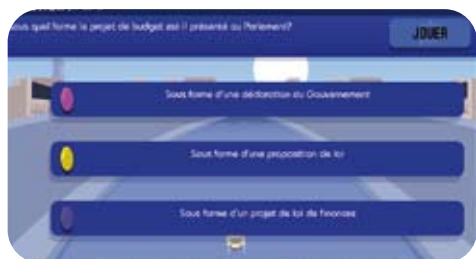 ous quel forme le projet de budget est il présenté au Parlement?
JOUER
Sous forme d'une déclaration du Gouvernement
Sous forme d'une proposition de loi
Sous forme d'un projet de loi de finances